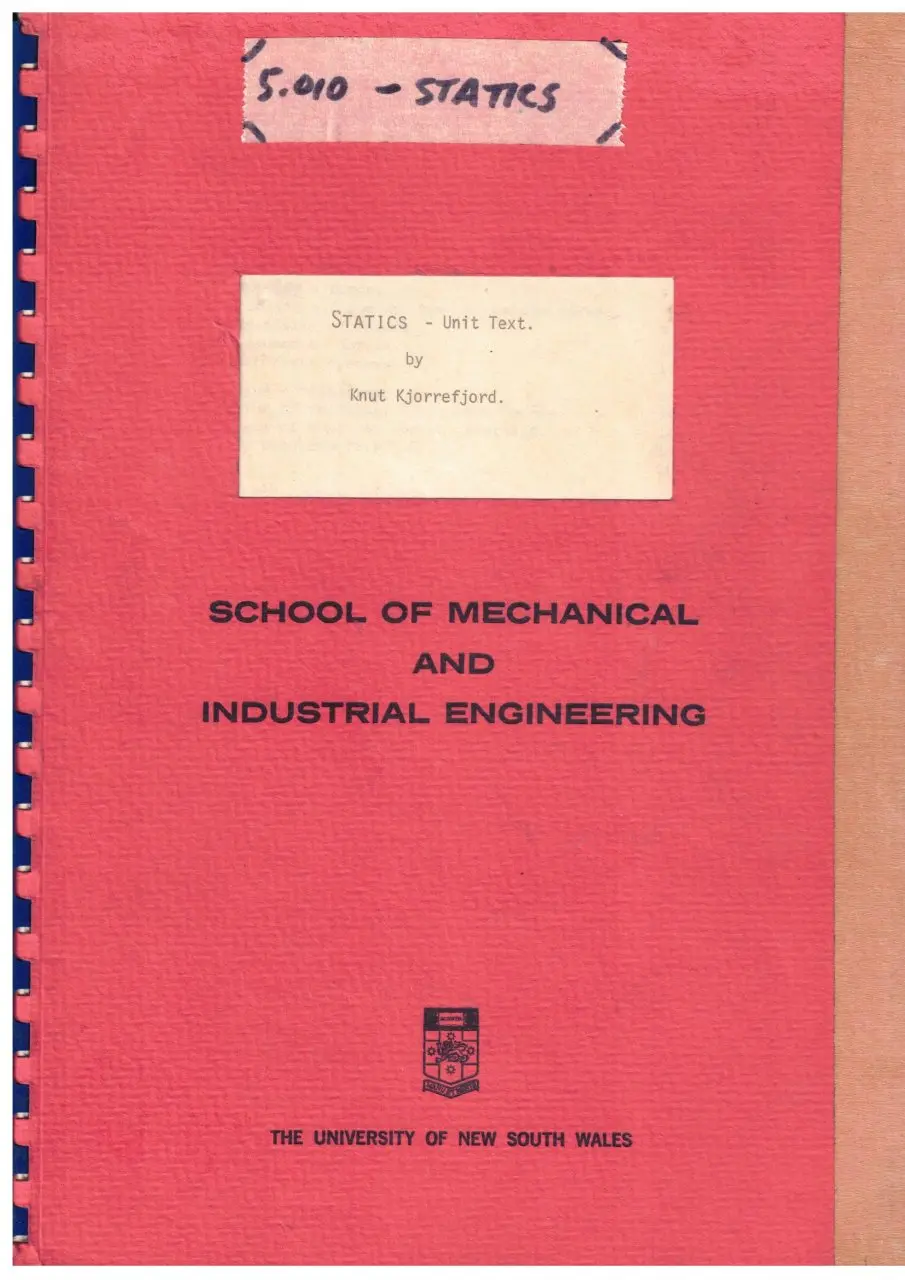 5.010 - STATICS
STATICS - Unit Text.
by
Knut Kjorrefjord.
SCHOOL OF MECHANICAL
AND
INDUSTRIAL ENGINEERING
THE UNIVERSITY OF NEW SOUTH WALES